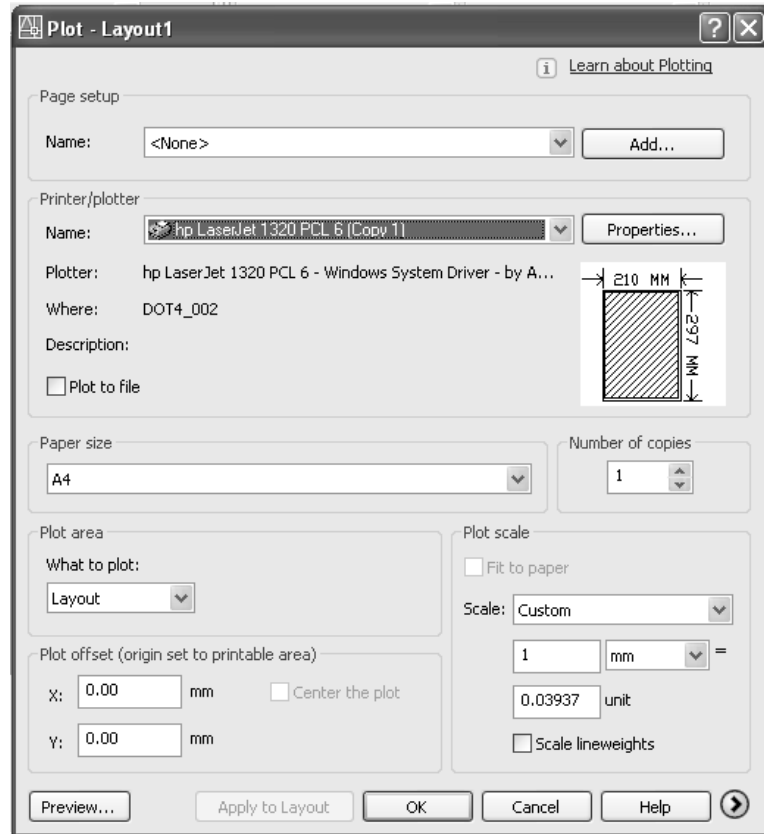 Plot - Layout1
Learn about Plotting
Page setup
Name: <None> Add...
Printer/plotter
Name: hp LaserJet 1320 PCL 6 (Copy 1) Properties...
Plotter: hp LaserJet 1320 PCL 6 - Windows System Driver - by A...
Where: DOT4_002
Description:
Plot to file
210 MM
297 MM
Paper size
A4
Number of copies
1
Plot area
What to plot:
Layout
Plot offset (origin set to printable area)
X: 0.00 mm Center the plot
Y: 0.00 mm
Plot scale
Fit to paper
Scale: Custom
1 mm =
0.03937 unit
Scale lineweights
Preview... Apply to Layout OK Cancel Help